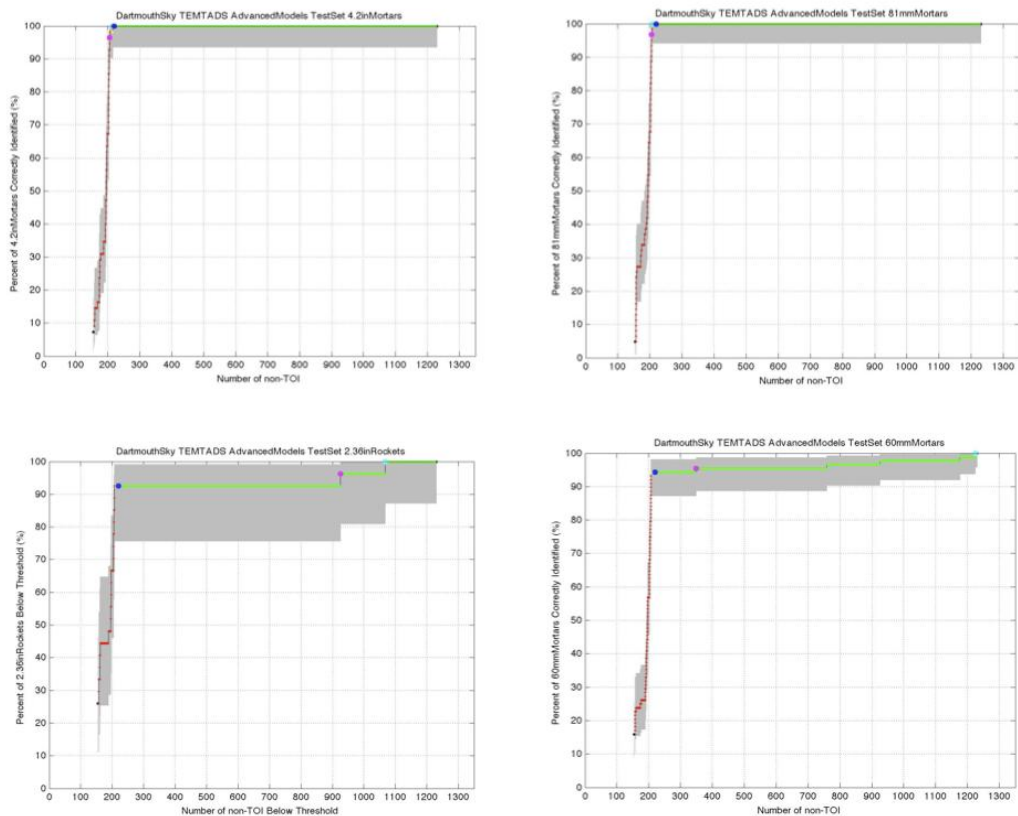 DartmouthSky TEMTADS AdvancedModels TestSet 4.2inMortars
100
90
80
70
60
50
40
30
20
10
0
Percent of 4.2inMortars Correctly Identified (%)
0 100 200 300 400 500 600 700 800 900 1000 1100 1200 1300
Number of non-TOI
DartmouthSky TEMTADS AdvancedModels TestSet 81mmMortars
100
90
80
70
60
50
40
30
20
10
0
Percent of 81mmMortars Correctly Identified (%)
0 100 200 300 400 500 600 700 800 900 1000 1100 1200 1300
Number of non-TOI
DartmouthSky TEMTADS AdvancedModels TestSet 2.36inRockets
100
90
80
70
60
50
40
30
20
10
0
Percent of 2.36inRockets Below Threshold (%)
0 100 200 300 400 500 600 700 800 900 1000 1100 1200 1300
Number of non-TOI Below Threshold
DartmouthSky TEMTADS AdvancedModels TestSet 60mmMortars
100
90
80
70
60
50
40
30
20
10
0
Percent of 60mmMortars Correctly Identified (%)
0 100 200 300 400 500 600 700 800 900 1000 1100 1200 1300
Number of non-TOI